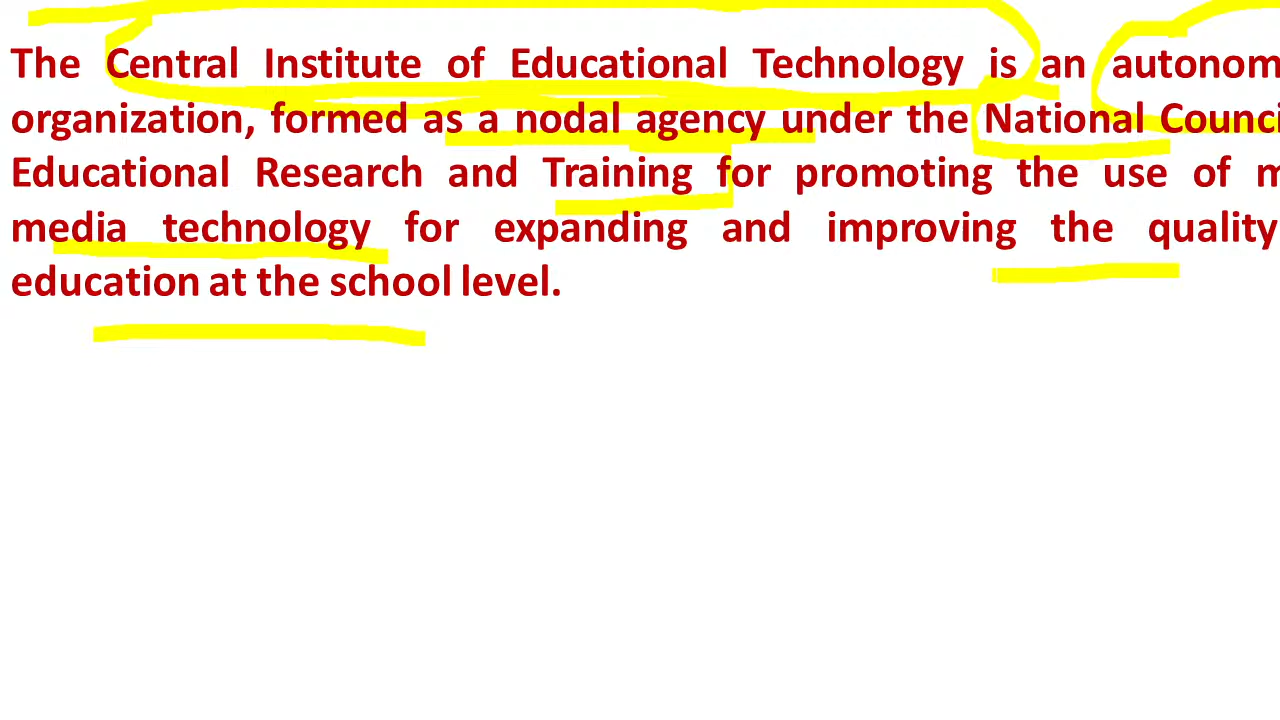 The Central Institute of Educational Technology is an autonom
organization, formed as a nodal agency under the National Counci
Educational Research and Training for promoting the use of m
media technology for expanding and improving the quality
education at the school level.